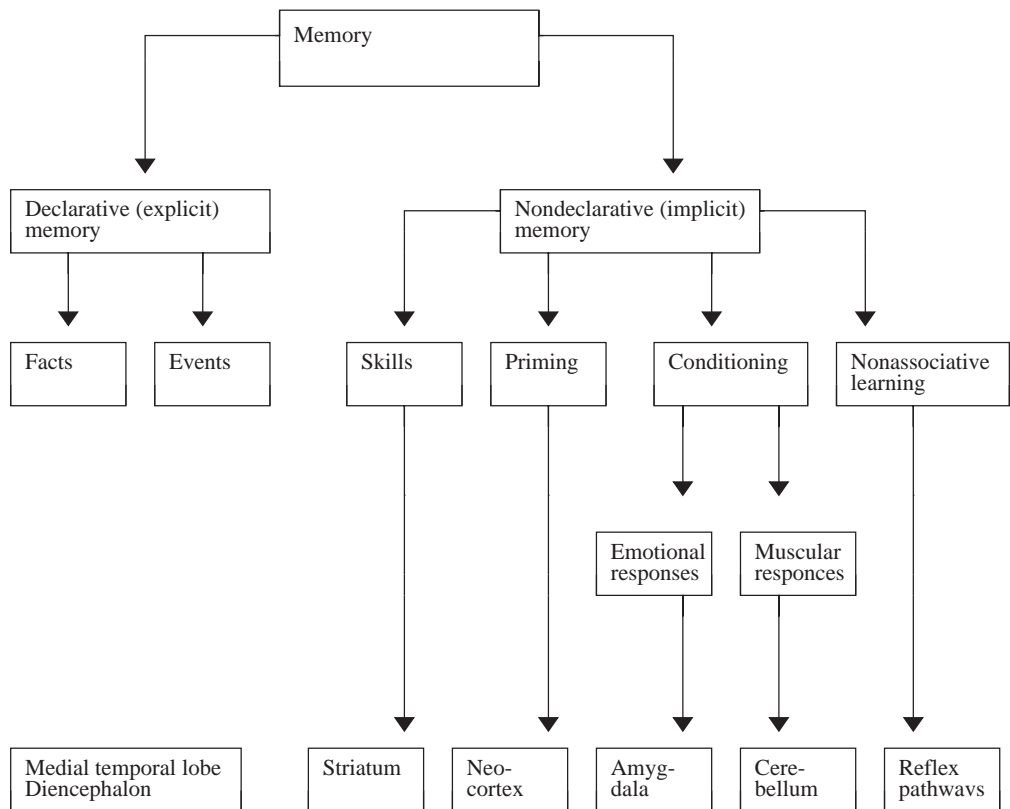 Memory
Declarative (explicit)
memory
Nondeclarative (implicit)
memory
Facts
Events
Skills
Priming
Conditioning
Nonassociative
learning
Emotional
responses
Muscular
responces
Medial temporal lobe
Diencephalon
Striatum
Neo-
cortex
Amyg-
dala
Cere-
bellum
Reflex
pathways